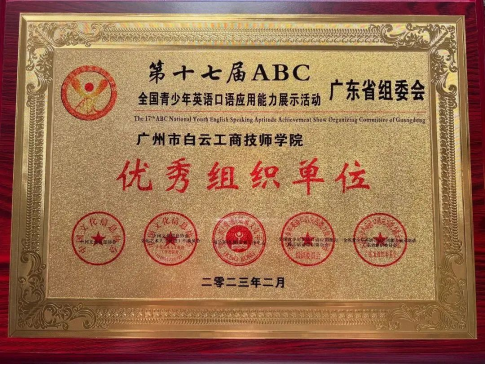 第十七届ABC
全国青少年英语口语应用能力展示活动 广东省组委会
The 17th ABC National Youth English Speaking Aptitude Achievement Show Organizing Committee of Guangdong
广州市白云工商技师学院
优秀组织单位
二零二三年二月